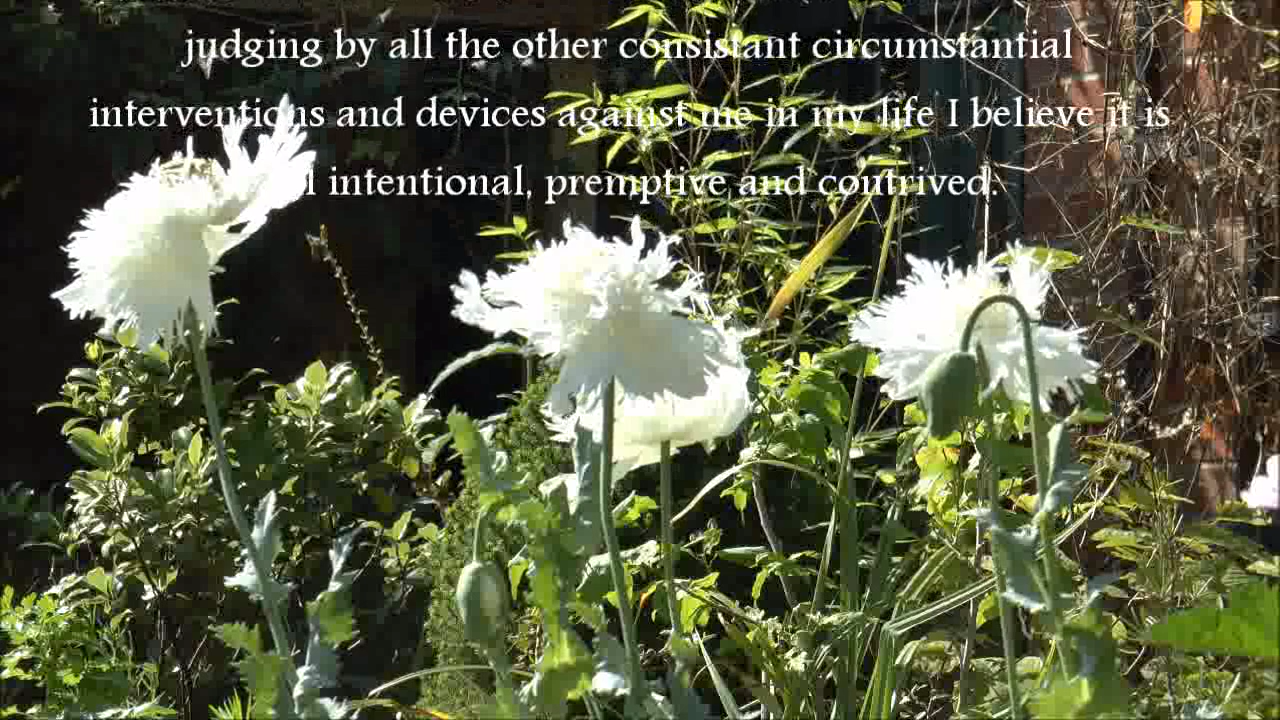 judging by all the other consistant circumstantial
interventions and devices against me in my life I believe it is
intentional, premptive and contrived.